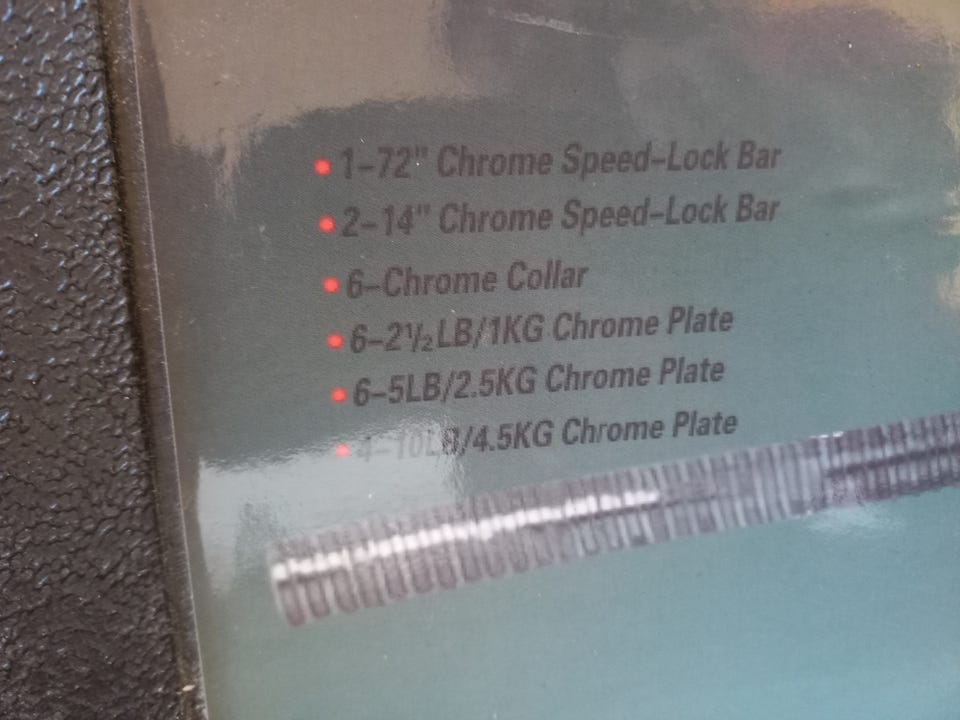 1-72" Chrome Speed-Lock Bar
2-14" Chrome Speed-Lock Bar
6-Chrome Collar
6-2½LB/1KG Chrome Plate
6-5LB/2.5KG Chrome Plate
4-10LB/4.5KG Chrome Plate